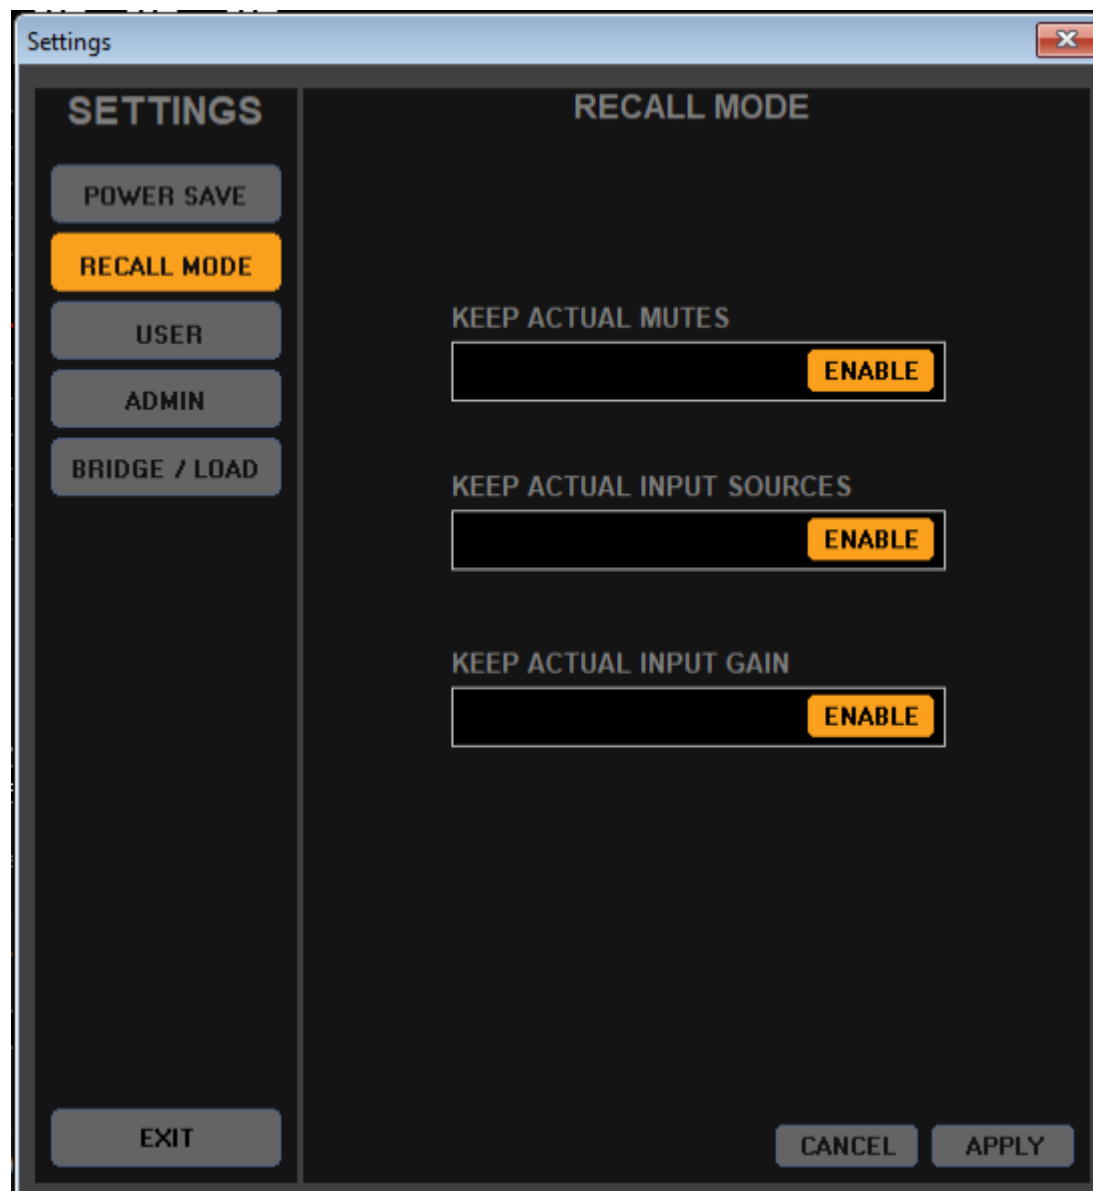 Settings
SETTINGS
POWER SAVE
RECALL MODE
USER
ADMIN
BRIDGE / LOAD
EXIT
RECALL MODE
KEEP ACTUAL MUTES
ENABLE
KEEP ACTUAL INPUT SOURCES
ENABLE
KEEP ACTUAL INPUT GAIN
ENABLE
CANCEL
APPLY